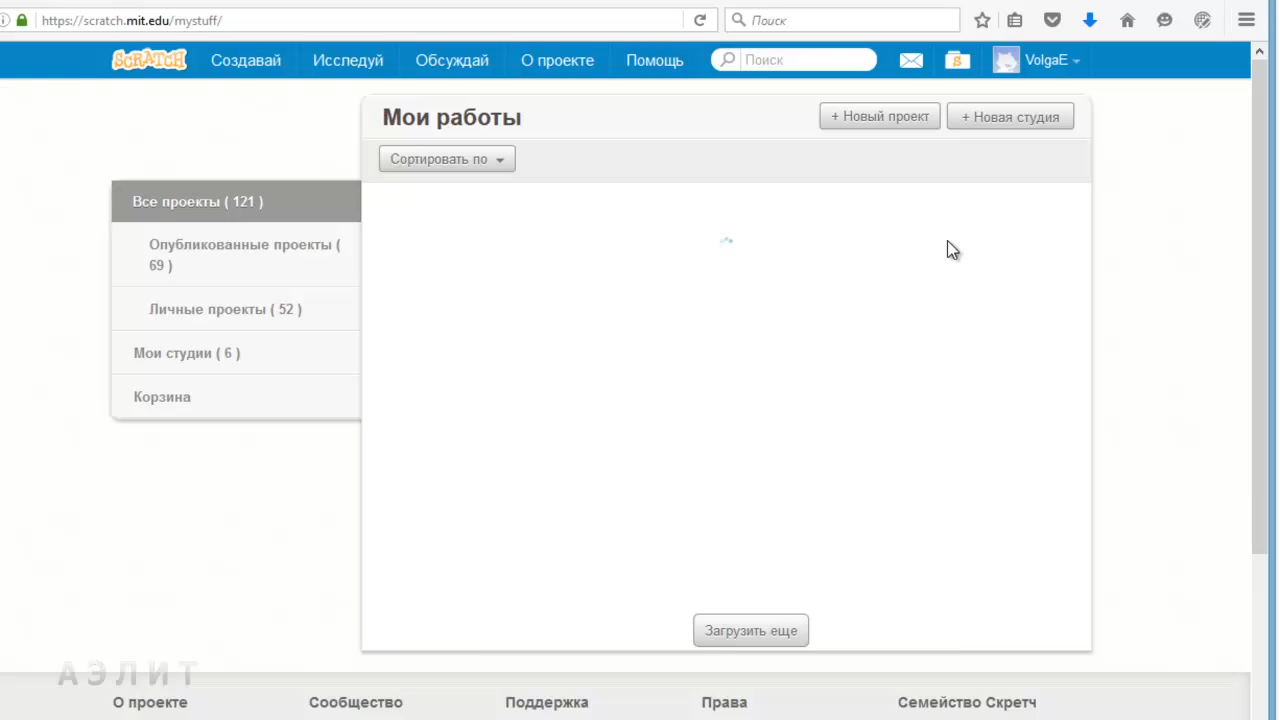 https://scratch.mit.edu/mystuff/
Поиск
SCRATCH
Создавай
Исследуй
Обсуждай
О проекте
Помощь
Поиск
VolgaE
Мои работы
+ Новый проект
+ Новая студия
Сортировать по
Все проекты ( 121 )
Опубликованные проекты (
69 )
Личные проекты ( 52 )
Мои студии ( 6 )
Корзина
Загрузить еще
АЭЛИТ
О проекте
Сообщество
Поддержка
Права
Семейство Скретч